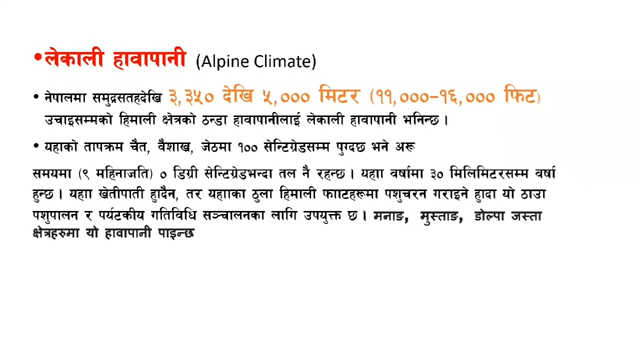 • लेकाली हावापानी (Alpine Climate)
• नेपालमा समुद्रसतहदेखि ३,३५० देखि ५,००० मिटर (११,०००-१६,००० फिट)
उचाइसम्मको हिमाली क्षेत्रको ठन्डा हावापानीलाई लेकाली हावापानी भनिन्छ ।
• यहाको तापक्रम चैत, वैशाख, जेठमा १०० सेन्टिग्रेडसम्म पुग्दछ भने अरू
समयमा (९ महिनाजति) ० डिग्री सेन्टिग्रेडभन्दा तल नै रहन्छ। यहाा वर्षामा ३० मिलिमिटरसम्म वर्षा
हुन्छ। यहाा खेतीपाती हुादैन, तर यहााका ठुला हिमाली फााटहरूमा पशुचरन गराइने हुादा यो ठााउा
पशुपालन र पर्यटकीय गतिविधि सञ्चालनका लागि उपयुक्त छ। मनाङ, मुस्ताङ, डोल्पा जस्ता
क्षेत्रहरुमा यो हावापानी पाइन्छ